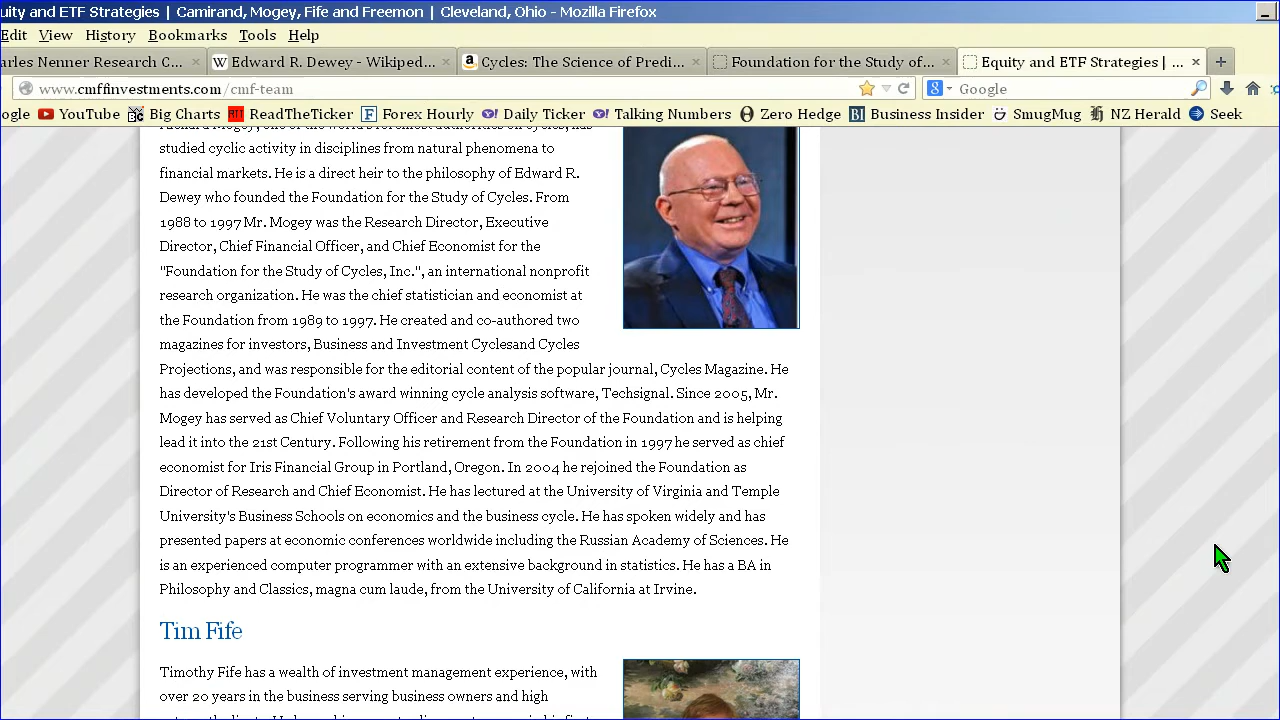 uity and ETF Strategies | Camirand, Mogey, Fife and Freemon | Cleveland, Ohio - Mozilla Firefox
Edit View History Bookmarks Tools Help
arles Nenner Research C... × W Edward R. Dewey - Wikiped... × a Cycles: The Science of Predi... × Foundation for the Study of... × Equity and ETF Strategies | ... × +
www.cmffinvestments.com/cmf-team 8 Google
ogle YouTube Big Charts ReadTheTicker F Forex Hourly Y! Daily Ticker Y! Talking Numbers Zero Hedge BI Business Insider SmugMug NZ Herald Seek
studied cyclic activity in disciplines from natural phenomena to
financial markets. He is a direct heir to the philosophy of Edward R.
Dewey who founded the Foundation for the Study of Cycles. From
1988 to 1997 Mr. Mogey was the Research Director, Executive
Director, Chief Financial Officer, and Chief Economist for the
"Foundation for the Study of Cycles, Inc.", an international nonprofit
research organization. He was the chief statistician and economist at
the Foundation from 1989 to 1997. He created and co-authored two
magazines for investors, Business and Investment Cyclesand Cycles
Projections, and was responsible for the editorial content of the popular journal, Cycles Magazine. He
has developed the Foundation's award winning cycle analysis software, Techsignal. Since 2005, Mr.
Mogey has served as Chief Voluntary Officer and Research Director of the Foundation and is helping
lead it into the 21st Century. Following his retirement from the Foundation in 1997 he served as chief
economist for Iris Financial Group in Portland, Oregon. In 2004 he rejoined the Foundation as
Director of Research and Chief Economist. He has lectured at the University of Virginia and Temple
University's Business Schools on economics and the business cycle. He has spoken widely and has
presented papers at economic conferences worldwide including the Russian Academy of Sciences. He
is an experienced computer programmer with an extensive background in statistics. He has a BA in
Philosophy and Classics, magna cum laude, from the University of California at Irvine.
Tim Fife
Timothy Fife has a wealth of investment management experience, with
over 20 years in the business serving business owners and high